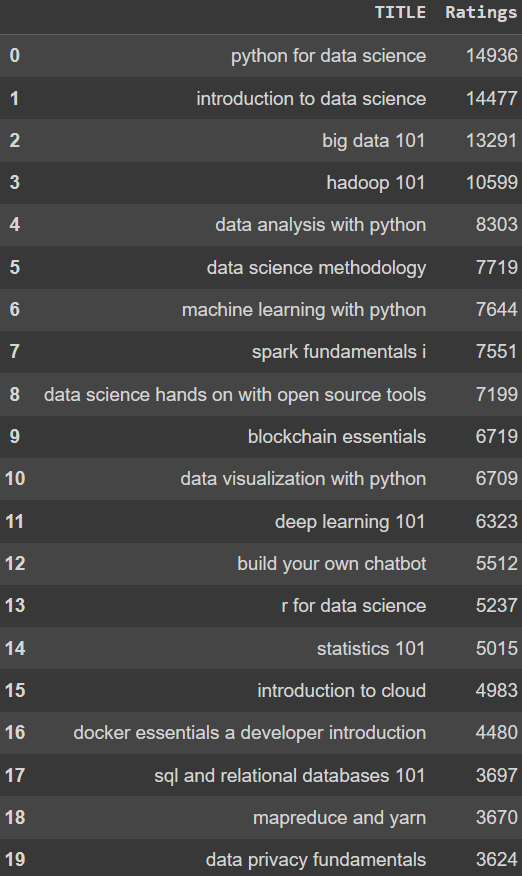 TITLE Ratings
0 python for data science 14936
1 introduction to data science 14477
2 big data 101 13291
3 hadoop 101 10599
4 data analysis with python 8303
5 data science methodology 7719
6 machine learning with python 7644
7 spark fundamentals i 7551
8 data science hands on with open source tools 7199
9 blockchain essentials 6719
10 data visualization with python 6709
11 deep learning 101 6323
12 build your own chatbot 5512
13 r for data science 5237
14 statistics 101 5015
15 introduction to cloud 4983
16 docker essentials a developer introduction 4480
17 sql and relational databases 101 3697
18 mapreduce and yarn 3670
19 data privacy fundamentals 3624